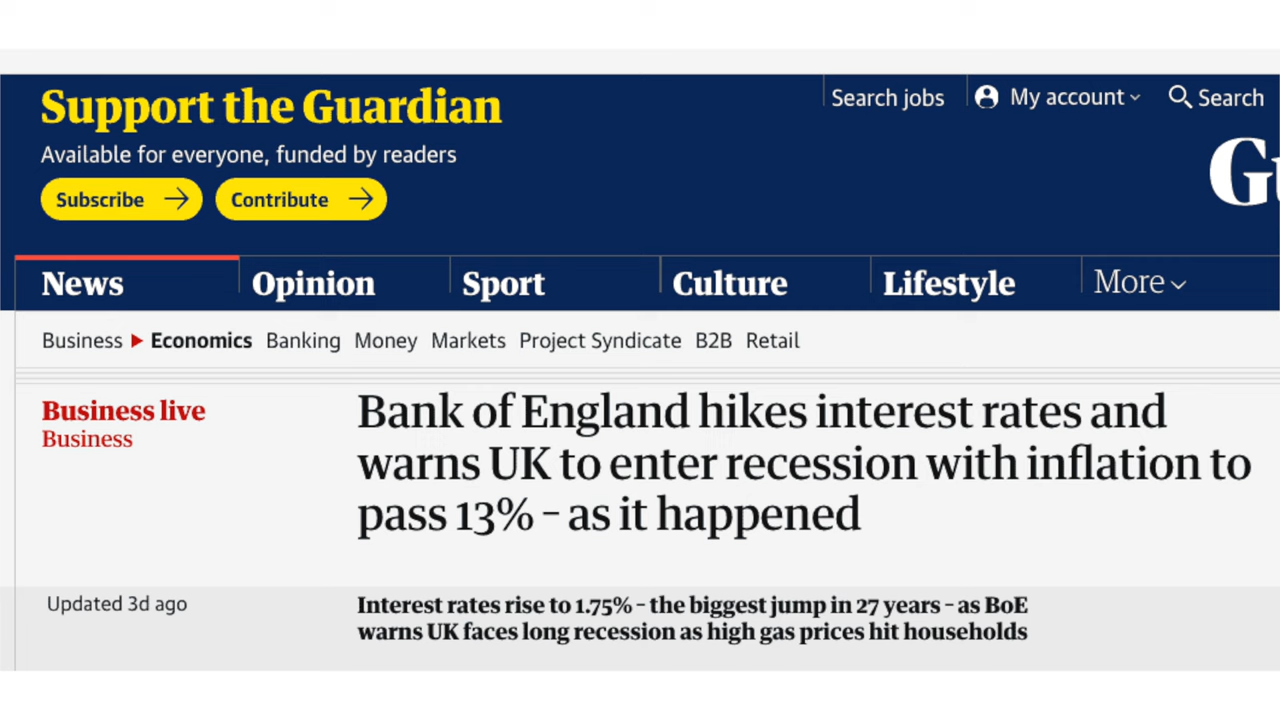 Support the Guardian
Search jobs
My account
Search
Available for everyone, funded by readers
Subscribe
Contribute
News
Opinion
Sport
Culture
Lifestyle
More
Business
Economics
Banking
Money
Markets
Project Syndicate
B2B
Retail
Business live
Business
Bank of England hikes interest rates and
warns UK to enter recession with inflation to
pass 13% – as it happened
Updated 3d ago
Interest rates rise to 1.75% – the biggest jump in 27 years – as BoE
warns UK faces long recession as high gas prices hit households